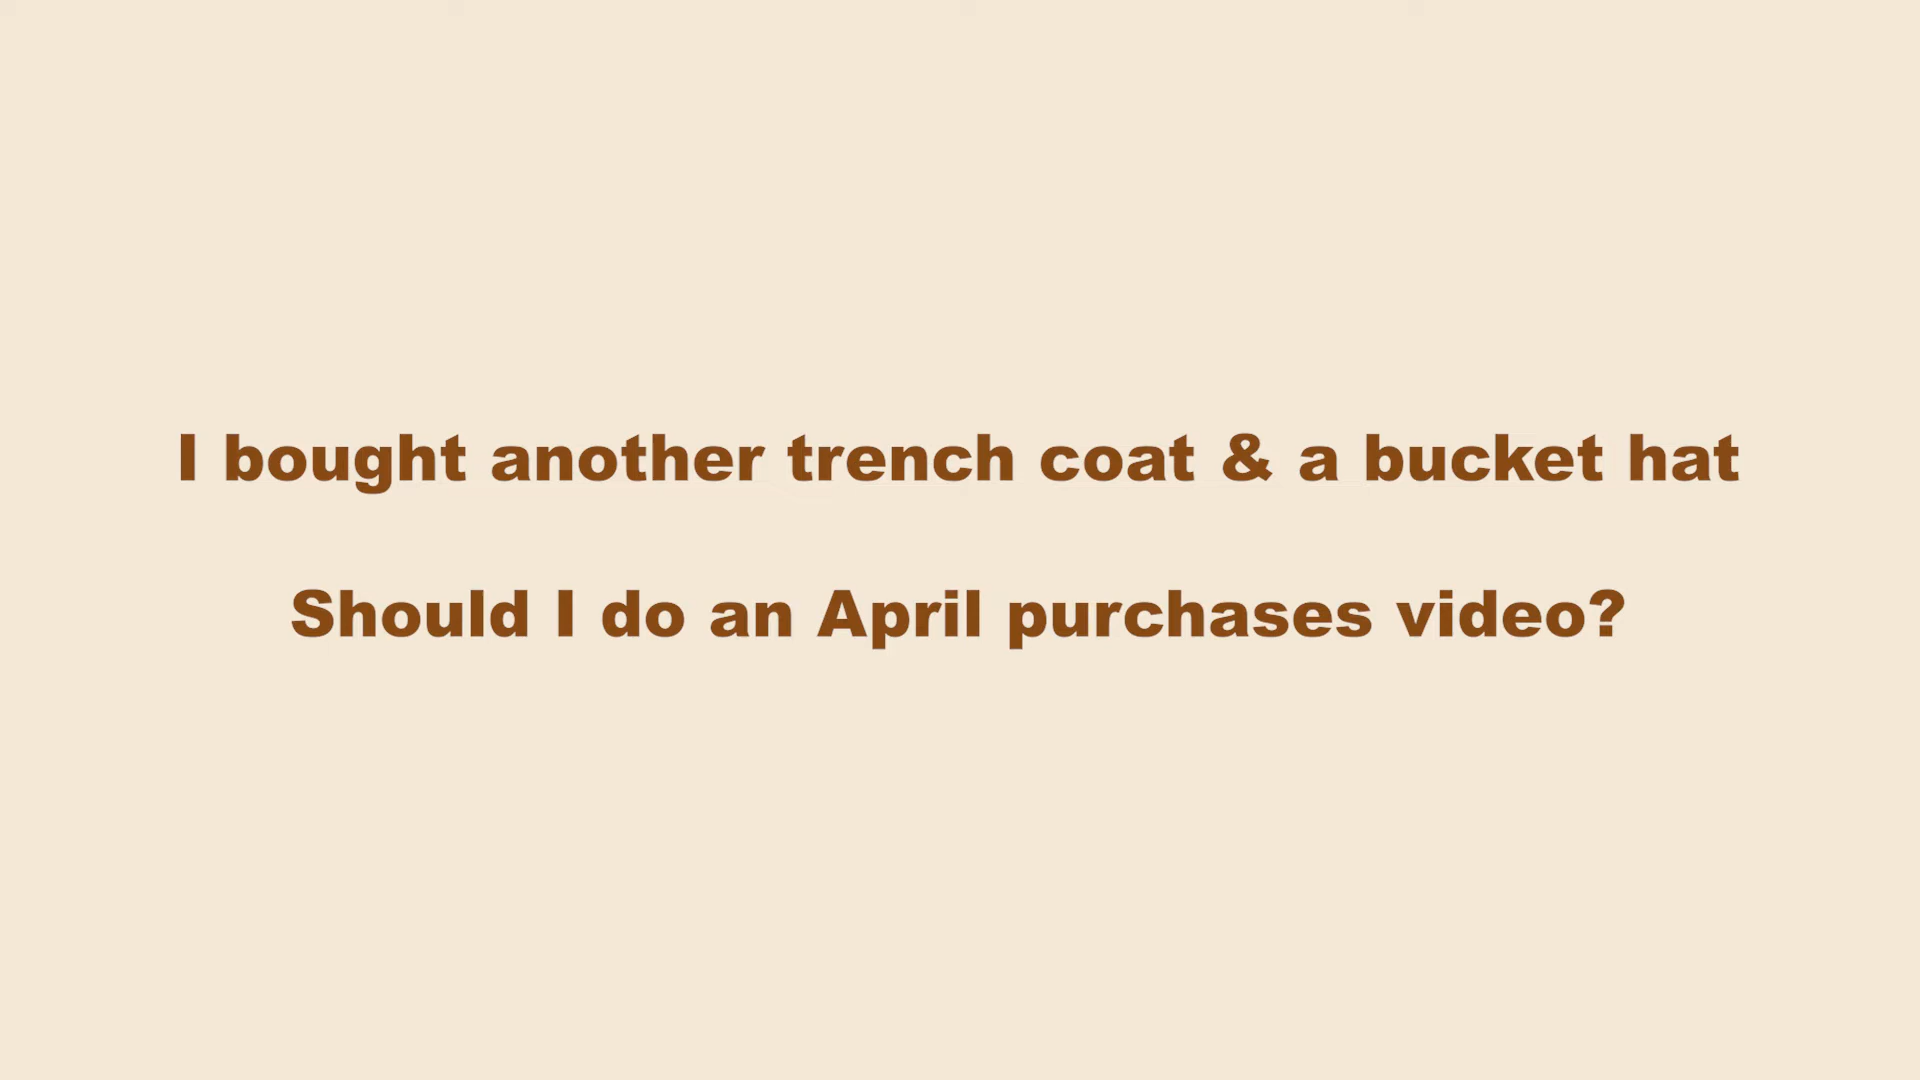 I bought another trench coat & a bucket hat
Should I do an April purchases video?